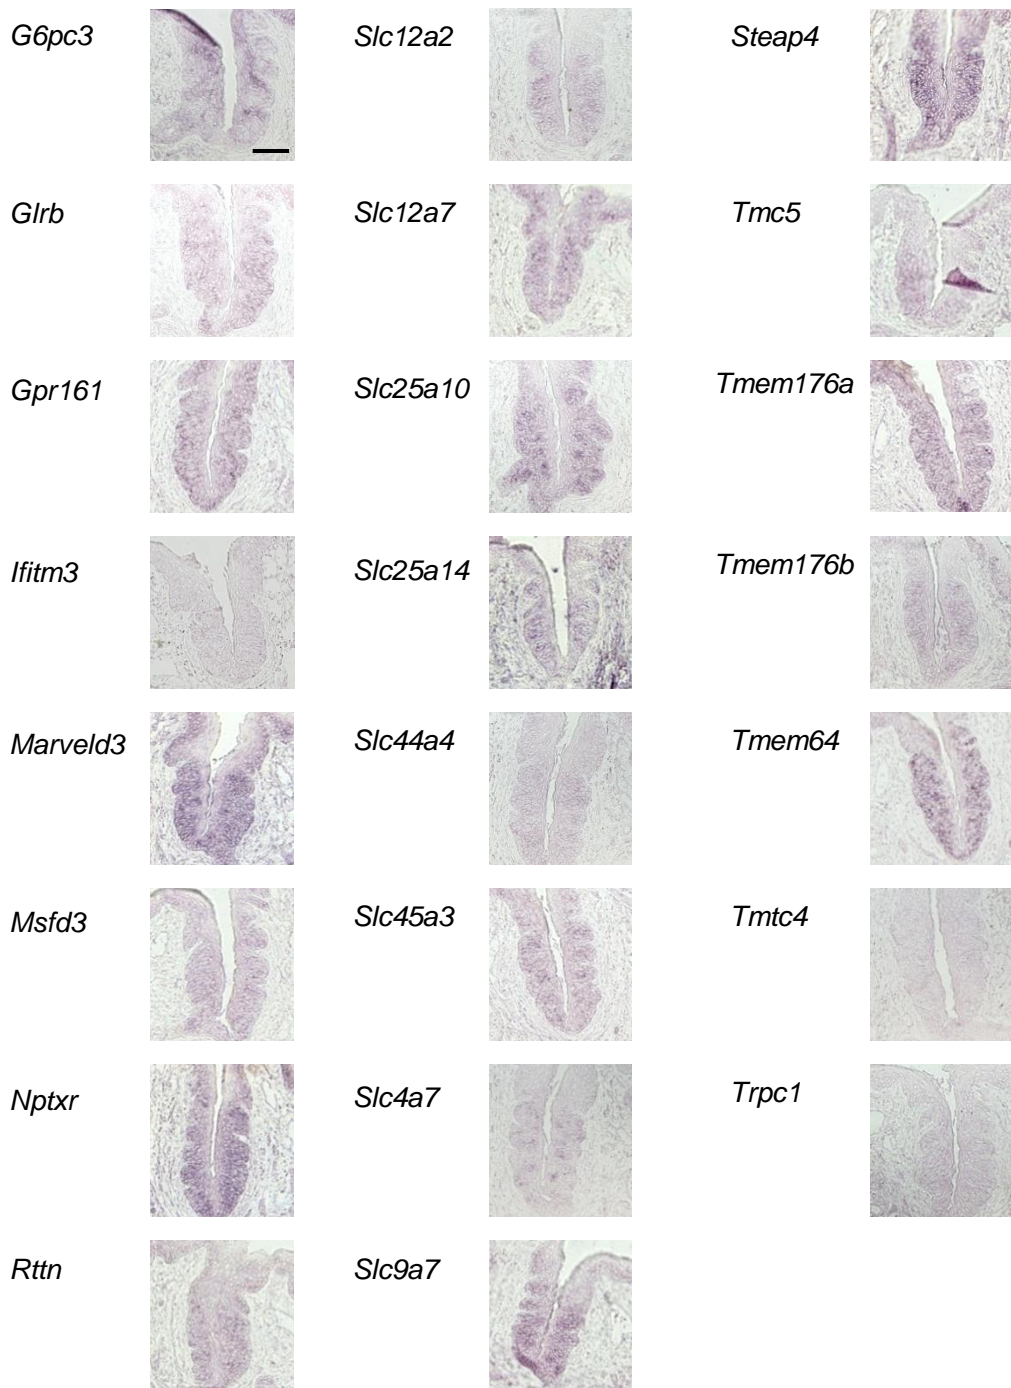 G6pc3
Slc12a2
Steap4
Glrb
Slc12a7
Tmc5
Gpr161
Slc25a10
Tmem176a
Ifitm3
Slc25a14
Tmem176b
Marveld3
Slc44a4
Tmem64
Msfd3
Slc45a3
Tmtc4
Nptxr
Slc4a7
Trpc1
Rttn
Slc9a7